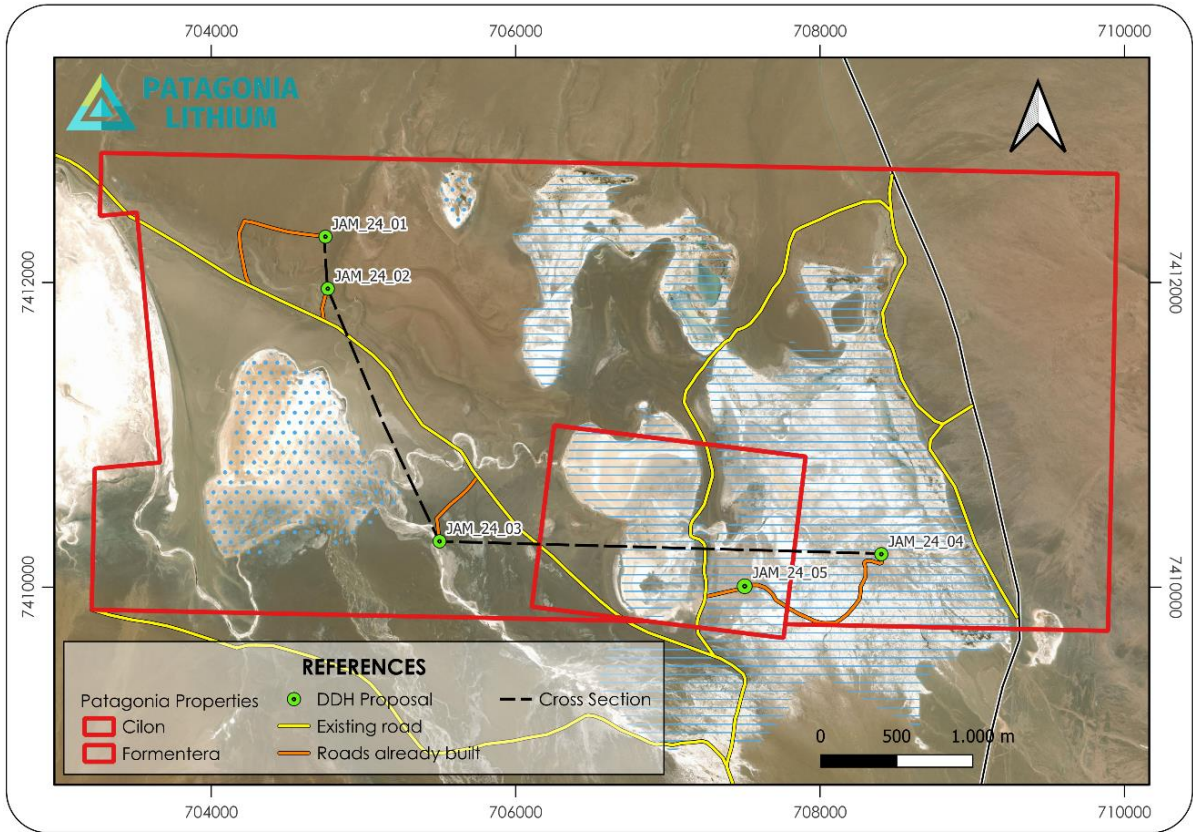 704000 706000 708000 710000
PATAGONIA
LITHIUM
JAM_24_01
7412000 7412000
JAM_24_02
JAM_24_03
JAM_24_04
JAM_24_05
7410000 7410000
REFERENCES
Patagonia Properties
Cilon
Formentera
DDH Proposal
Existing road
Roads already built
Cross Section
0 500 1.000 m
704000 706000 708000 710000